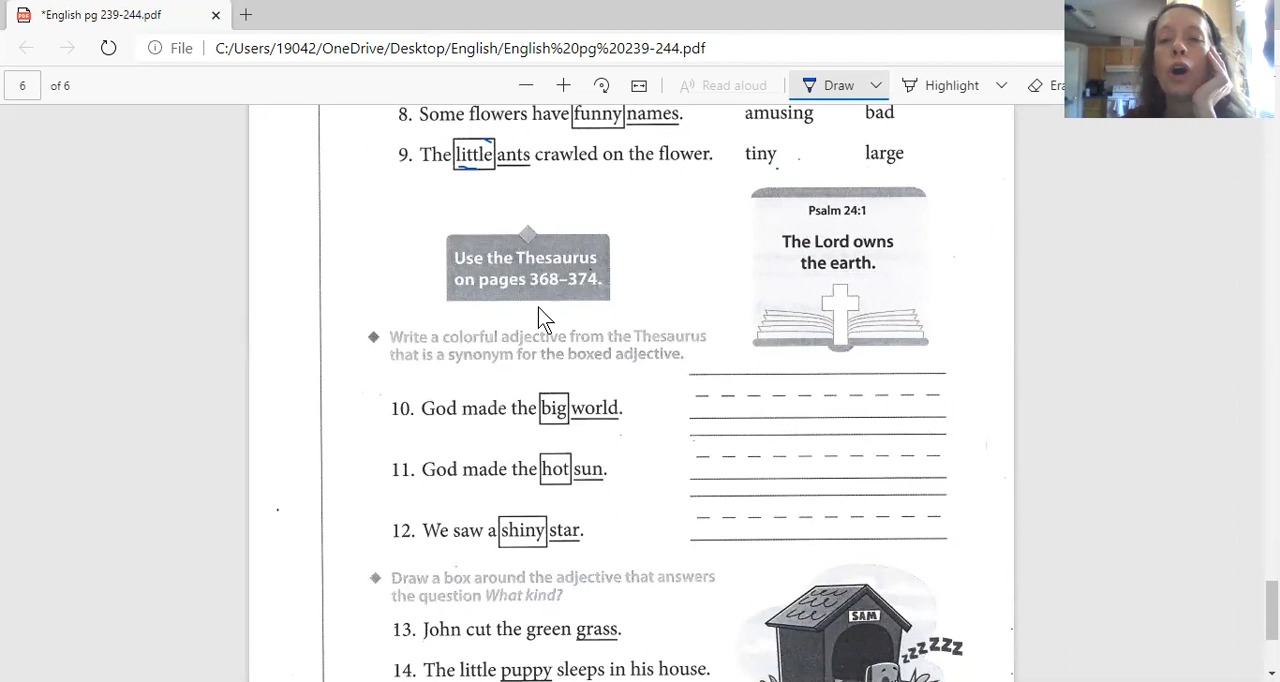 *English pg 239-244.pdf
File
C:/Users/19042/OneDrive/Desktop/English/English%20pg%20239-244.pdf
6 of 6
Read aloud
Draw
Highlight
8. Some flowers have funny names. amusing bad
9. The little ants crawled on the flower. tiny large
Psalm 24:1
The Lord owns
the earth.
Use the Thesaurus
on pages 368–374.
Write a colorful adjective from the Thesaurus
that is a synonym for the boxed adjective.
10. God made the big world.
11. God made the hot sun.
12. We saw a shiny star.
Draw a box around the adjective that answers
the question What kind?
13. John cut the green grass.
14. The little puppy sleeps in his house.
SAM
zzzzzzz